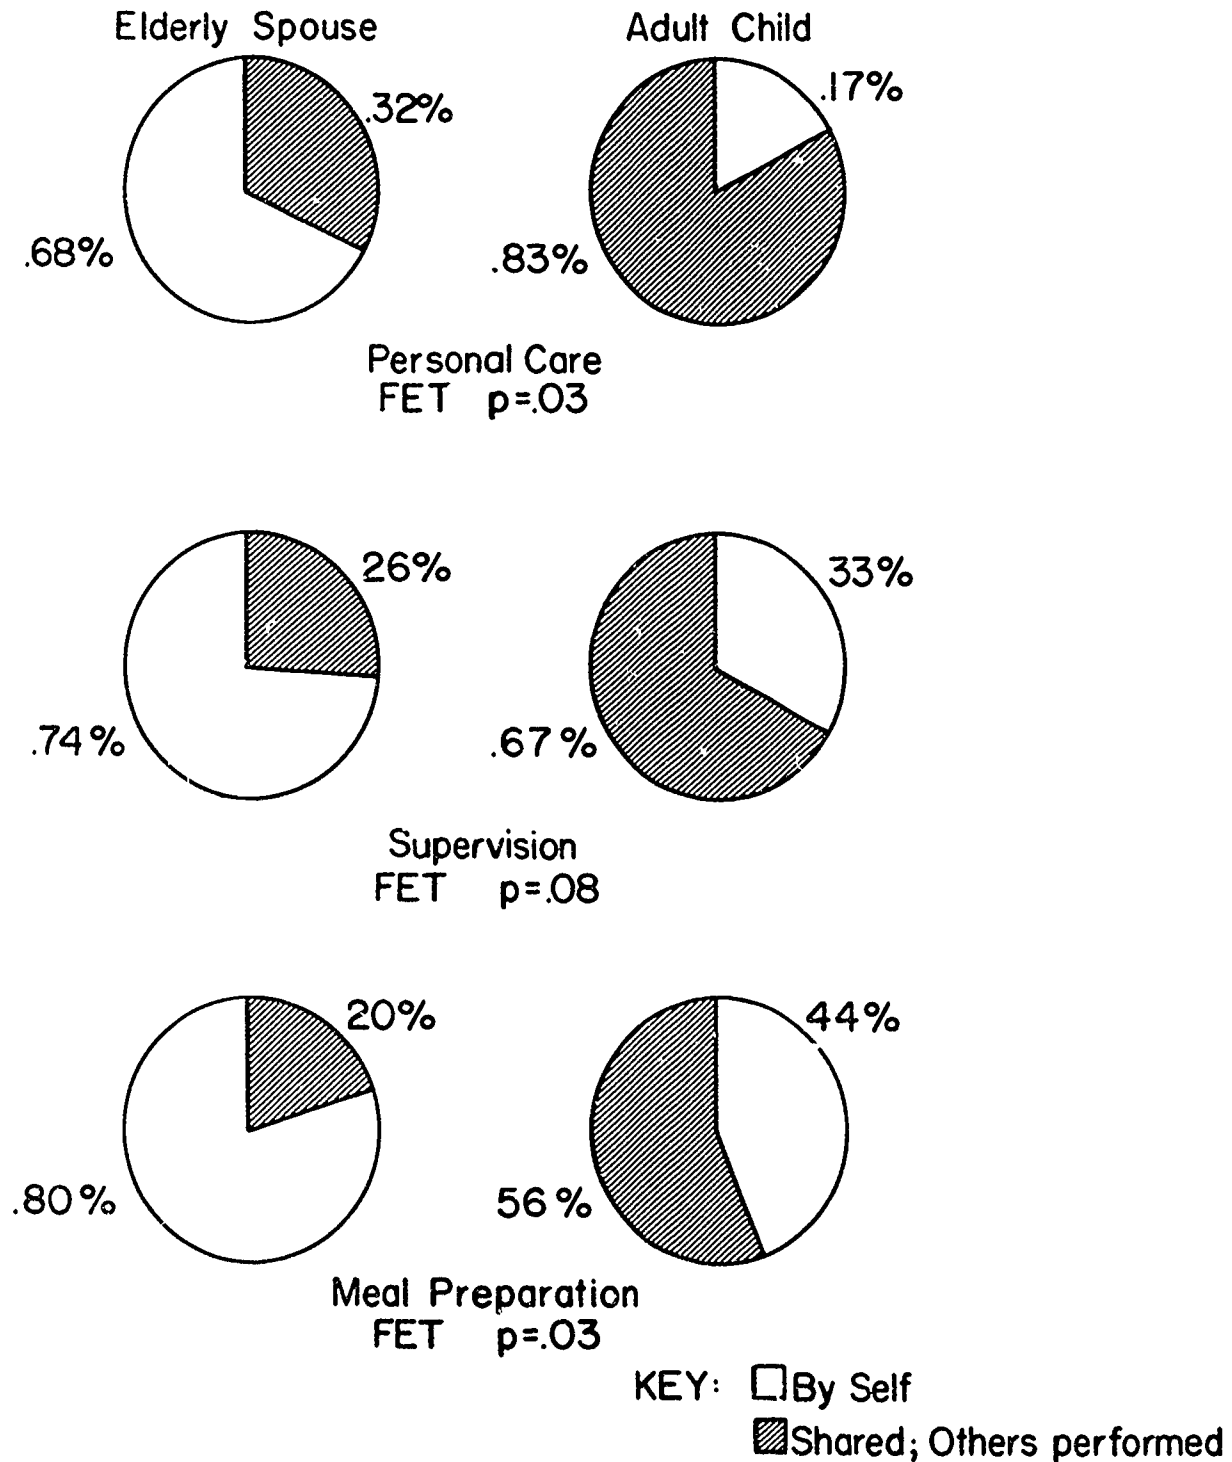 Elderly Spouse
Adult Child
.32%
.17%
.68%
.83%
Personal Care
FET p=.03
26%
33%
.74%
.67%
Supervision
FET p=.08
20%
44%
.80%
56%
Meal Preparation
FET p=.03
KEY: By Self
Shared; Others performed